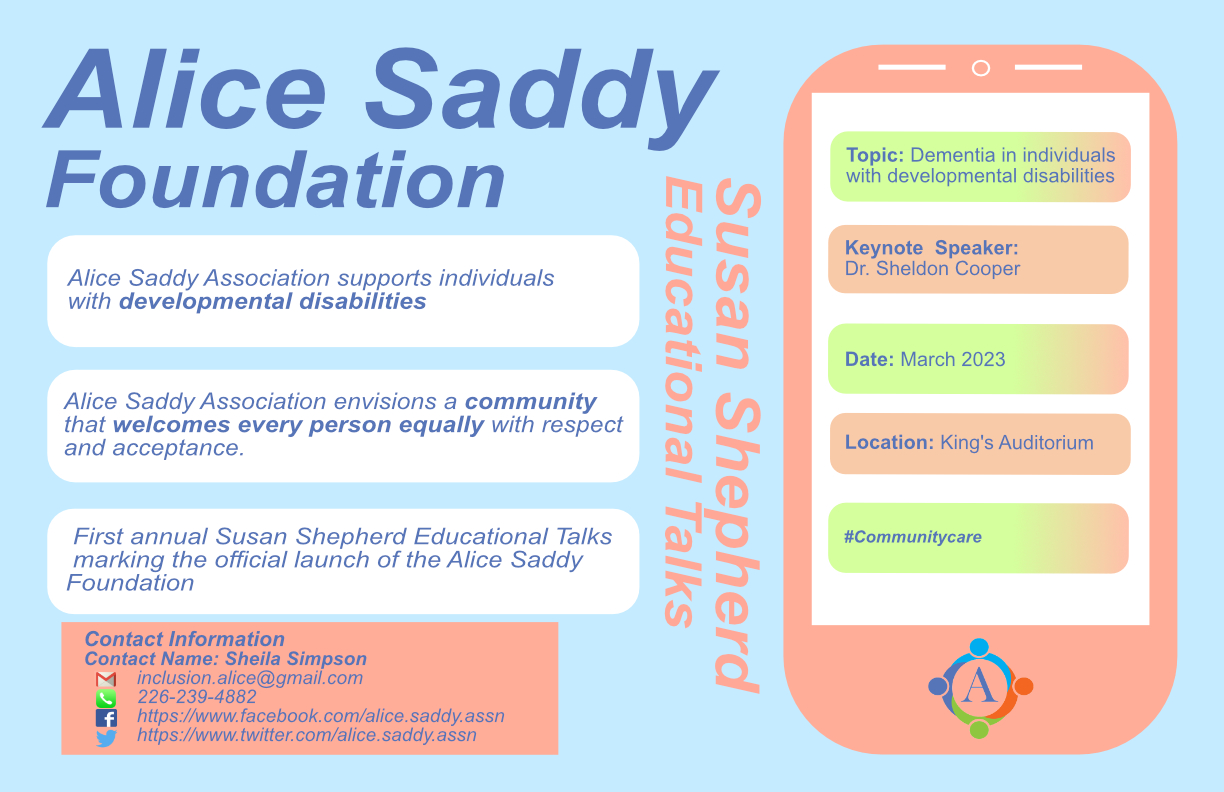 Alice Saddy
Foundation
Alice Saddy Association supports individuals
with developmental disabilities
Alice Saddy Association envisions a community
that welcomes every person equally with respect
and acceptance.
First annual Susan Shepherd Educational Talks
marking the official launch of the Alice Saddy
Foundation
Contact Information
Contact Name: Sheila Simpson
inclusion.alice@gmail.com
226-239-4882
https://www.facebook.com/alice.saddy.assn
https://www.twitter.com/alice.saddy.assn
Susan Shepherd
Educational Talks
Topic: Dementia in individuals
with developmental disabilities
Keynote Speaker:
Dr. Sheldon Cooper
Date: March 2023
Location: King's Auditorium
#Communitycare
A